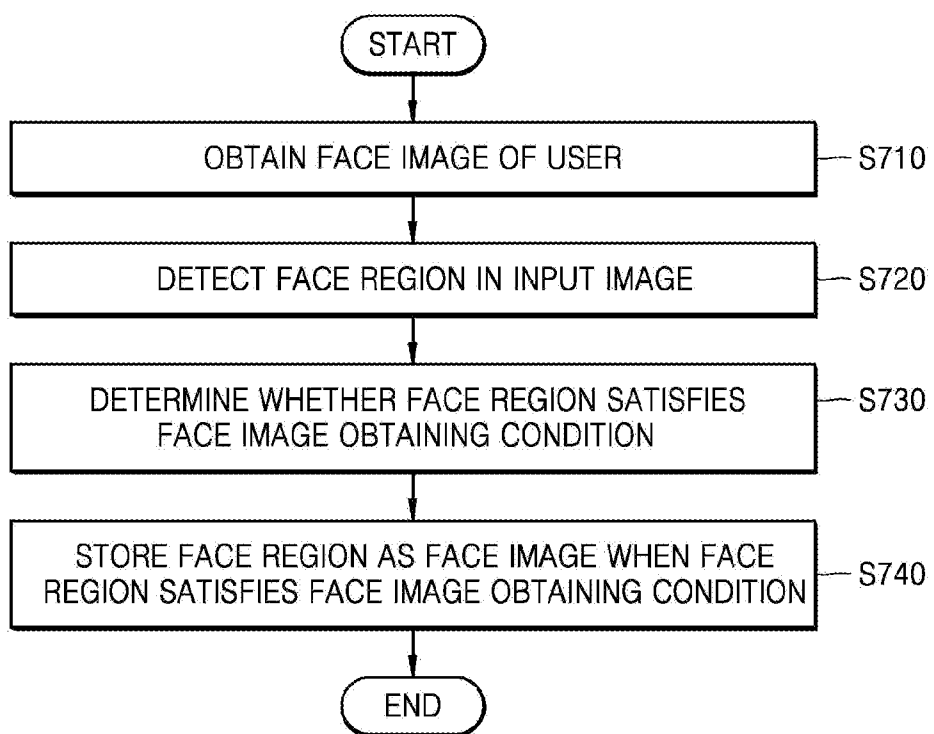 START
OBTAIN FACE IMAGE OF USER
S710
DETECT FACE REGION IN INPUT IMAGE
S720
DETERMINE WHETHER FACE REGION SATISFIES
FACE IMAGE OBTAINING CONDITION
S730
STORE FACE REGION AS FACE IMAGE WHEN FACE
REGION SATISFIES FACE IMAGE OBTAINING CONDITION
S740
END